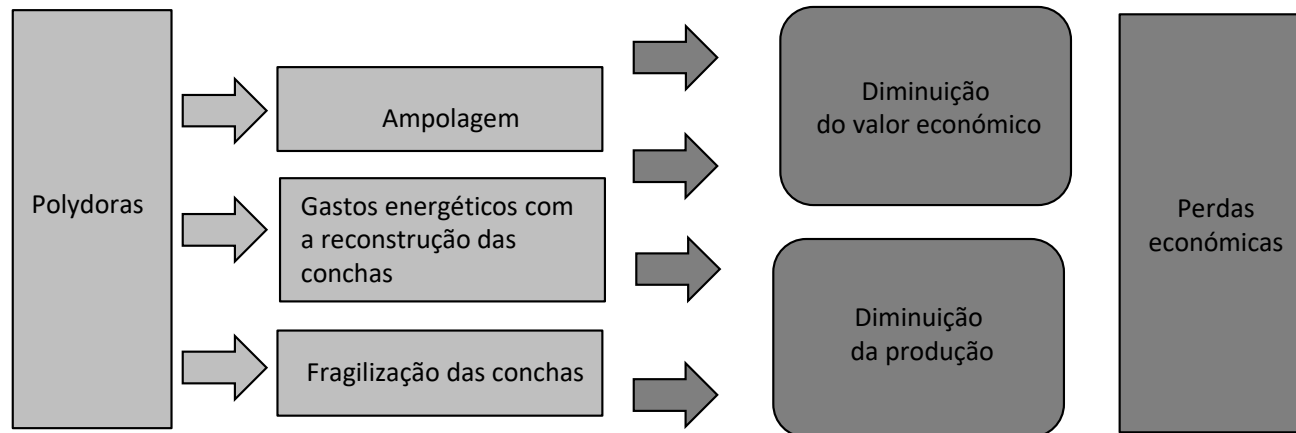 Polydoras
Ampolagem
Gastos energéticos com
a reconstrução das
conchas
Fragilização das conchas
Diminuição
do valor económico
Diminuição
da produção
Perdas
económicas